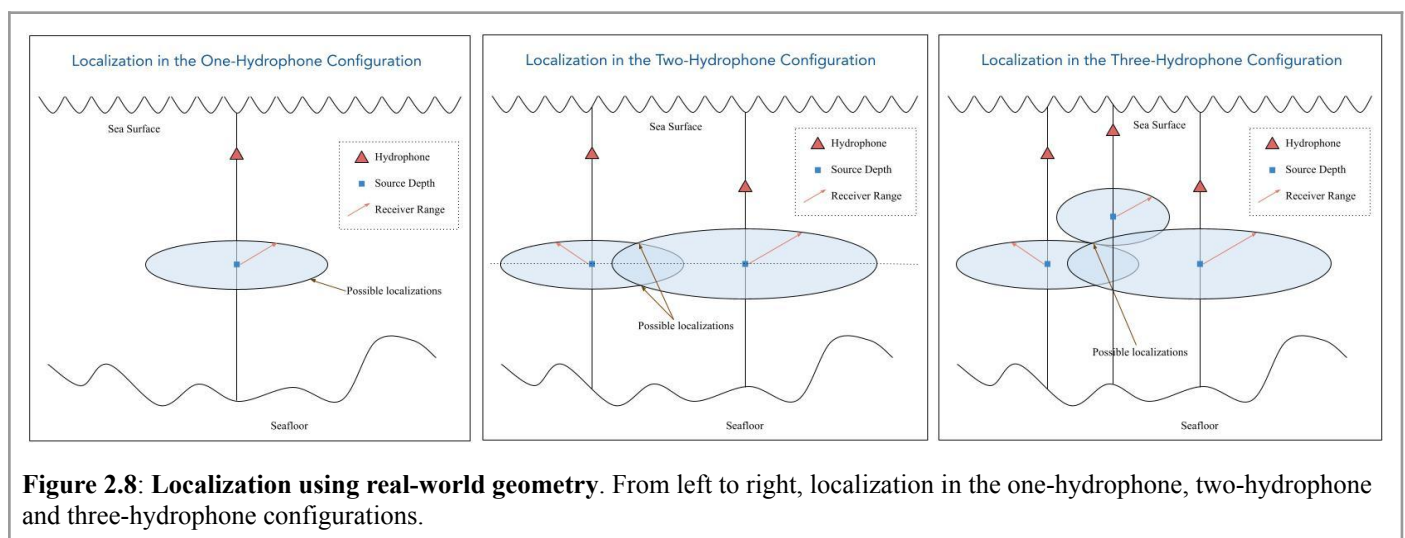 Localization in the One-Hydrophone Configuration
Sea Surface
Hydrophone
Source Depth
Receiver Range
Possible localizations
Seafloor
Localization in the Two-Hydrophone Configuration
Sea Surface
Hydrophone
Source Depth
Receiver Range
Possible localizations
Seafloor
Localization in the Three-Hydrophone Configuration
Sea Surface
Hydrophone
Source Depth
Receiver Range
Possible localizations
Seafloor
Figure 2.8: Localization using real-world geometry. From left to right, localization in the one-hydrophone, two-hydrophone
and three-hydrophone configurations.